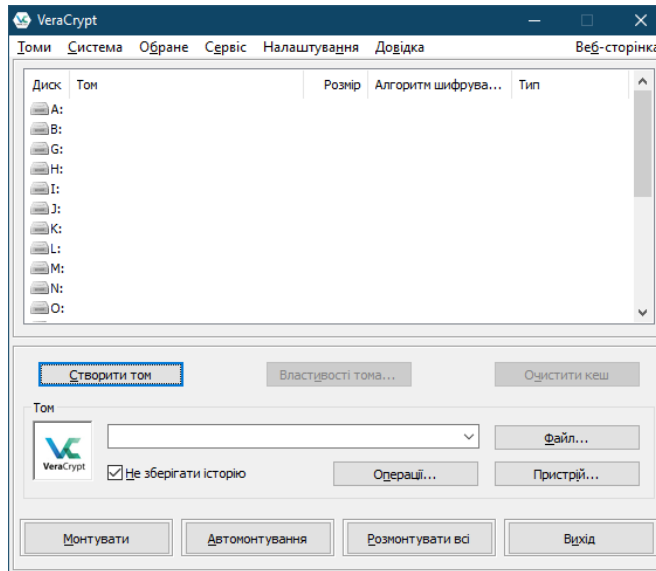 VeraCrypt
Томи Система Обране Сервіс Налаштування Довідка Веб-сторінка
Диск Том Розмір Алгоритм шифрува... Тип
A:
B:
G:
H:
I:
J:
K:
L:
M:
N:
O:
Створити том Властивості тома... Очистити кеш
Том
VeraCrypt
Файл...
Не зберігати історію Операції... Пристрій...
Монтувати Автомонтування Розмонтувати всі Вихід